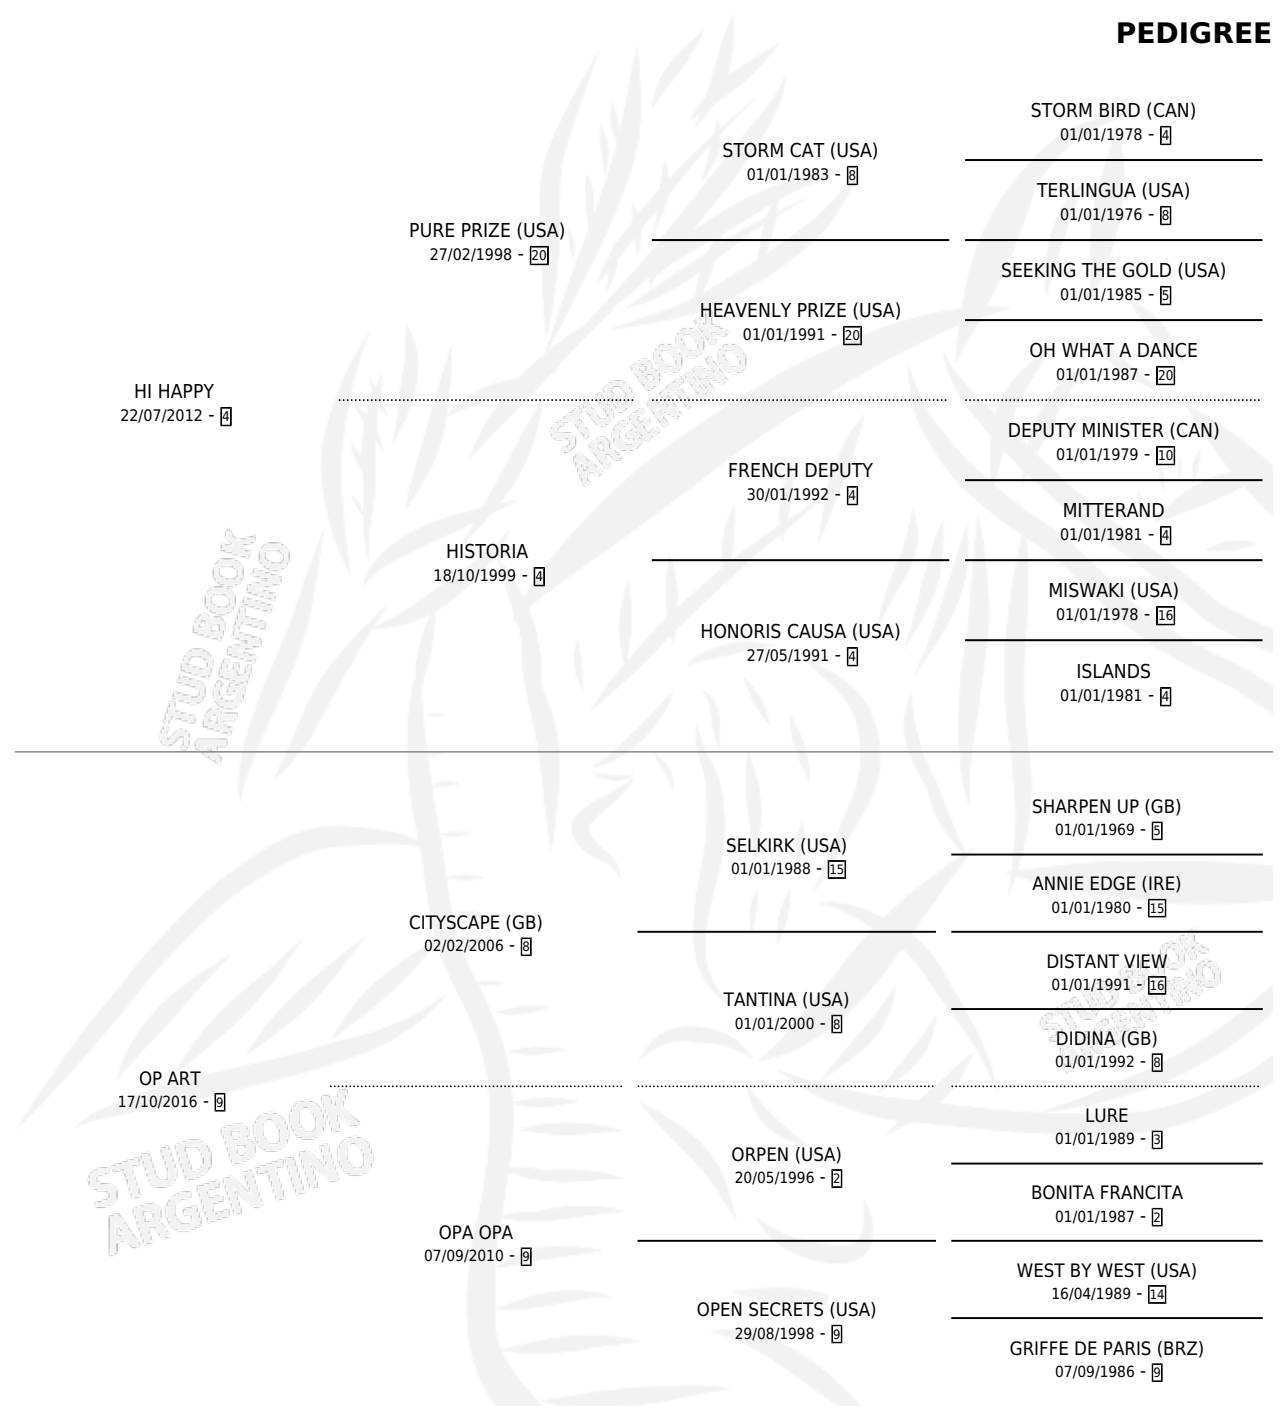 PEDIGREE
STORM BIRD (CAN)
01/01/1978 - 4
STORM CAT (USA)
01/01/1983 - 8
TERLINGUA (USA)
01/01/1976 - 8
PURE PRIZE (USA)
27/02/1998 - 20
SEEKING THE GOLD (USA)
01/01/1985 - 5
HEAVENLY PRIZE (USA)
01/01/1991 - 20
OH WHAT A DANCE
01/01/1987 - 20
HI HAPPY
22/07/2012 - 4
STUD BOOK
ARGENTINO
DEPUTY MINISTER (CAN)
01/01/1979 - 10
FRENCH DEPUTY
30/01/1992 - 4
MITTERAND
01/01/1981 - 4
HISTORIA
18/10/1999 - 4
MISWAKI (USA)
01/01/1978 - 16
HONORIS CAUSA (USA)
27/05/1991 - 4
ISLANDS
01/01/1981 - 4
STUD BOOK
ARGENTINO
SHARPEN UP (GB)
01/01/1969 - 5
SELKIRK (USA)
01/01/1988 - 15
ANNIE EDGE (IRE)
01/01/1980 - 15
CITYSCAPE (GB)
02/02/2006 - 8
DISTANT VIEW
01/01/1991 - 16
STUD BOOK
ARGENTINO
TANTINA (USA)
01/01/2000 - 8
DIDINA (GB)
01/01/1992 - 8
OP ART
17/10/2016 - 9
LURE
01/01/1989 - 3
STUD BOOK
ARGENTINO
ORPEN (USA)
20/05/1996 - 2
BONITA FRANCITA
01/01/1987 - 2
OPA OPA
07/09/2010 - 9
WEST BY WEST (USA)
16/04/1989 - 14
OPEN SECRETS (USA)
29/08/1998 - 9
GRIFFE DE PARIS (BRZ)
07/09/1986 - 9